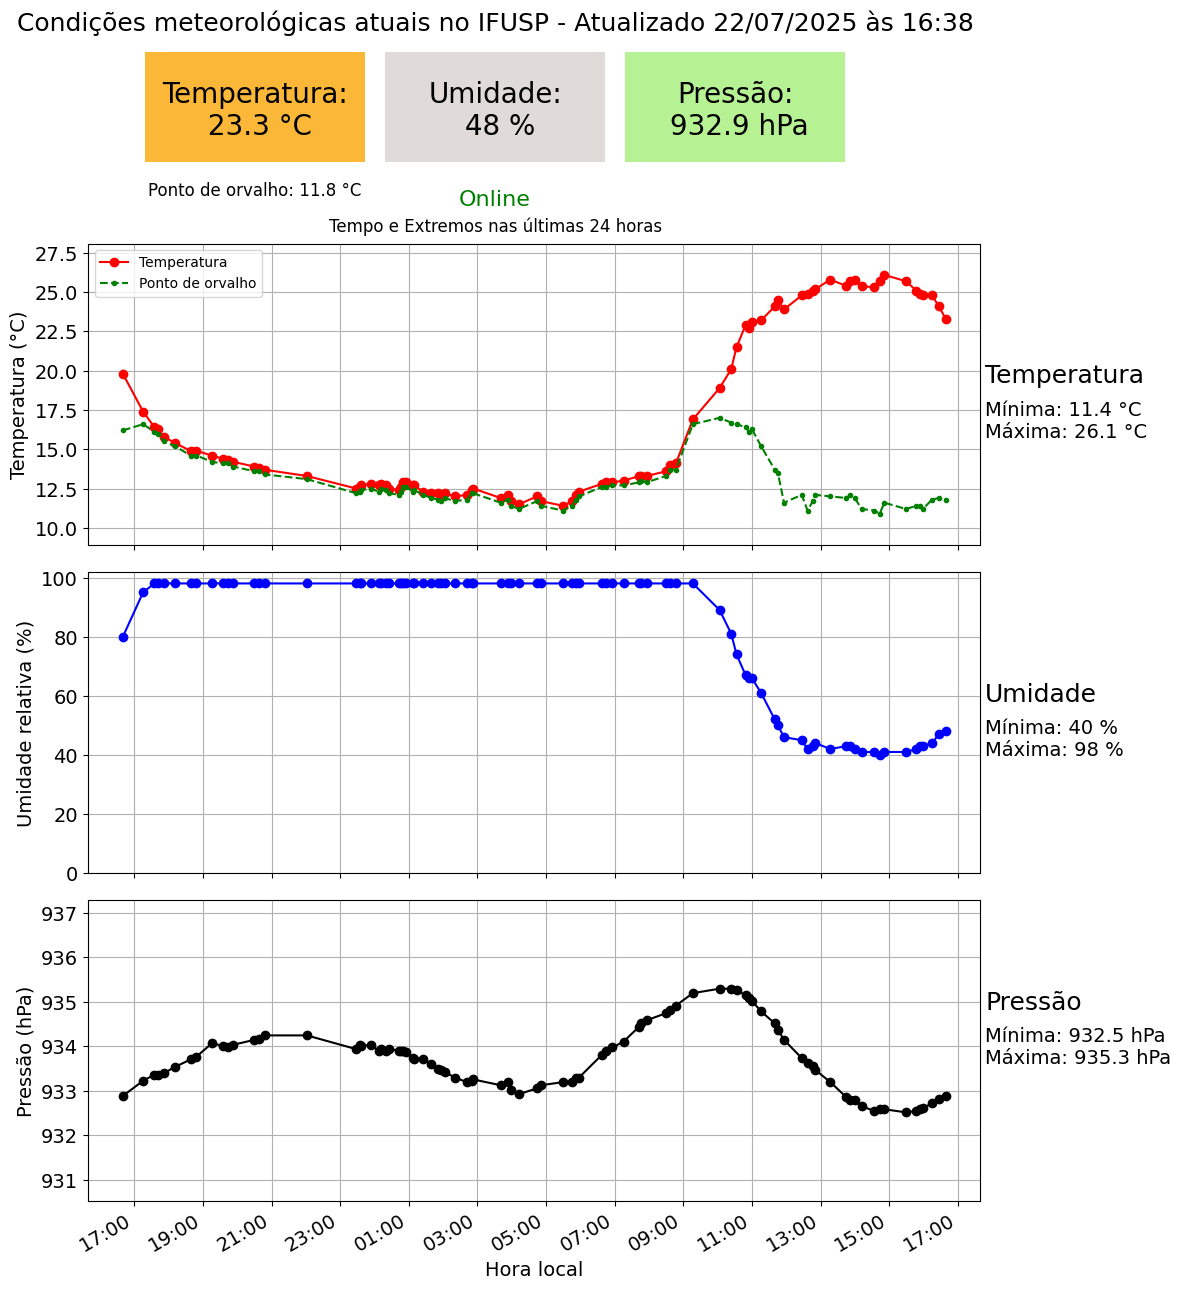 Condições meteorológicas atuais no IFUSP - Atualizado 22/07/2025 às 16:38
Temperatura:
23.3 °C
Umidade:
48 %
Pressão:
932.9 hPa
Ponto de orvalho: 11.8 °C
Online
Tempo e Extremos nas últimas 24 horas
Temperatura (°C)
27.5
25.0
22.5
20.0
17.5
15.0
12.5
10.0
Temperatura
Ponto de orvalho
Temperatura
Mínima: 11.4 °C
Máxima: 26.1 °C
Umidade relativa (%)
100
80
60
40
20
0
Umidade
Mínima: 40 %
Máxima: 98 %
Pressão (hPa)
937
936
935
934
933
932
931
Pressão
Mínima: 932.5 hPa
Máxima: 935.3 hPa
17:00
19:00
21:00
23:00
01:00
03:00
05:00
07:00
09:00
11:00
13:00
15:00
17:00
Hora local